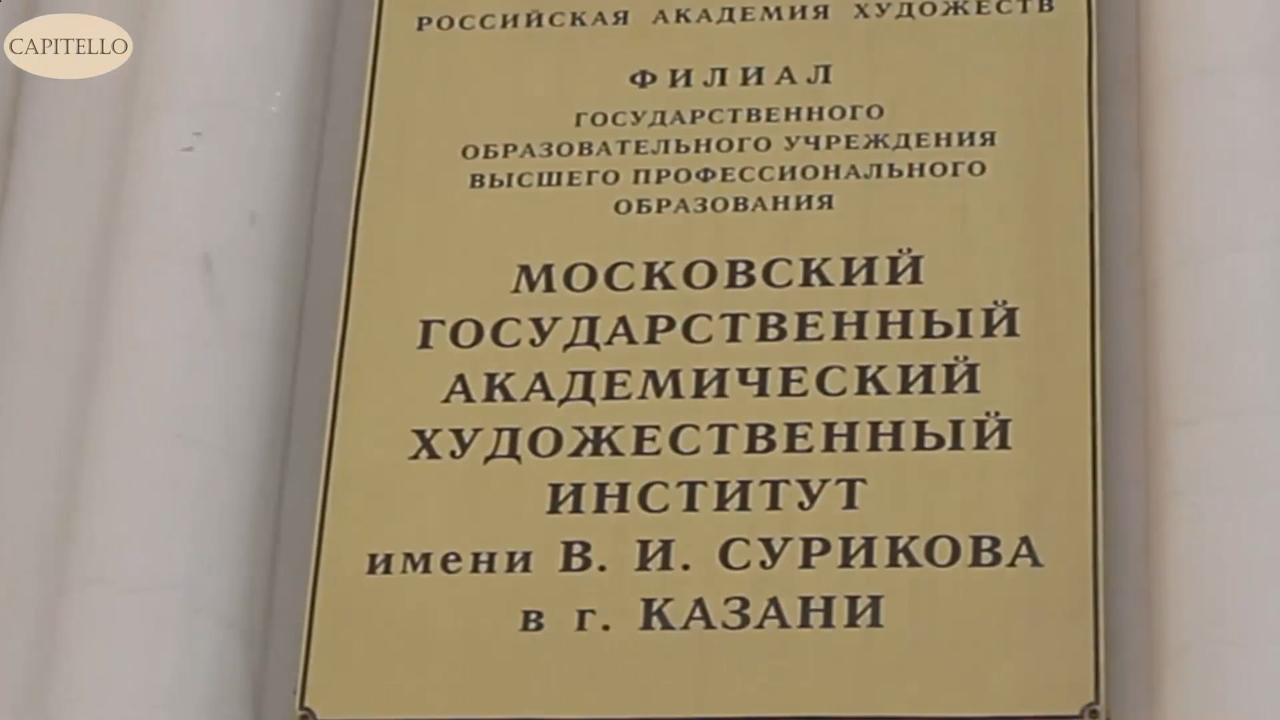 CAPITELLO
РОССИЙСКАЯ АКАДЕМИЯ ХУДОЖЕСТВ
ФИЛИАЛ
ГОСУДАРСТВЕННОГО
ОБРАЗОВАТЕЛЬНОГО УЧРЕЖДЕНИЯ
ВЫСШЕГО ПРОФЕССИОНАЛЬНОГО
ОБРАЗОВАНИЯ
МОСКОВСКИЙ
ГОСУДАРСТВЕННЫЙ
АКАДЕМИЧЕСКИЙ
ХУДОЖЕСТВЕННЫЙ
ИНСТИТУТ
имени В. И. СУРИКОВА
в г. КАЗАНИ